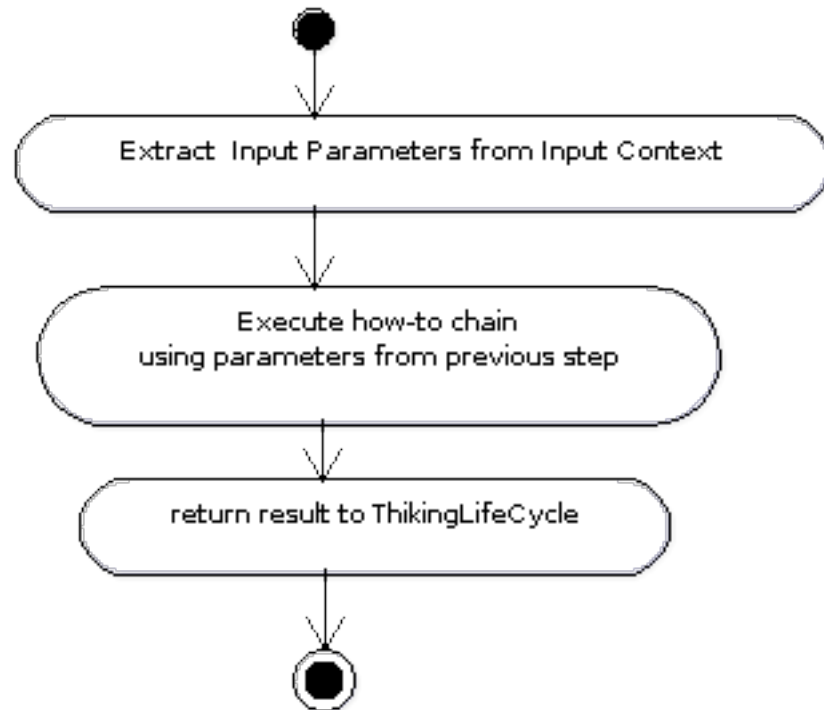 Extract Input Parameters from Input Context
Execute how-to chain
using parameters from previous step
return result to ThikingLifeCycle